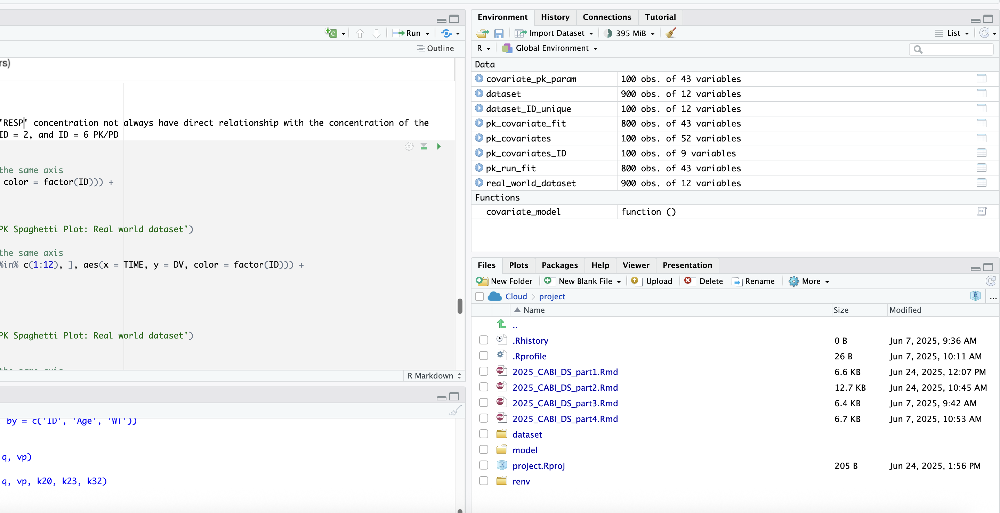 Run
Outline
rs)
'RESP' concentration not always have direct relationship with the concentration of the
ID = 2, and ID = 6 PK/PD
the same axis
color = factor(ID))) +
PK Spaghetti Plot: Real world dataset')
the same axis
%in% c(1:12), ], aes(x = TIME, y = DV, color = factor(ID))) +
PK Spaghetti Plot: Real world dataset')
the same axis
R Markdown
, by = c('ID', 'Age', 'WT'))
q, vp)
q, vp, k20, k23, k32)
Environment History Connections Tutorial
Import Dataset 395 MiB List
R Global Environment
Data
covariate_pk_param 100 obs. of 43 variables
dataset 900 obs. of 12 variables
dataset_ID_unique 100 obs. of 12 variables
pk_covariate_fit 800 obs. of 43 variables
pk_covariates 100 obs. of 52 variables
pk_covariates_ID 100 obs. of 9 variables
pk_run_fit 800 obs. of 43 variables
real_world_dataset 900 obs. of 12 variables
Functions
covariate_model function ()
Files Plots Packages Help Viewer Presentation
New Folder New Blank File Upload Delete Rename More
Cloud project ...
Name Size Modified
..
.Rhistory 0 B Jun 7, 2025, 9:36 AM
.Rprofile 26 B Jun 7, 2025, 10:11 AM
2025_CABI_DS_part1.Rmd 6.6 KB Jun 24, 2025, 12:07 PM
2025_CABI_DS_part2.Rmd 12.7 KB Jun 24, 2025, 10:45 AM
2025_CABI_DS_part3.Rmd 6.4 KB Jun 7, 2025, 9:42 AM
2025_CABI_DS_part4.Rmd 6.7 KB Jun 7, 2025, 10:53 AM
dataset
model
project.Rproj 205 B Jun 24, 2025, 1:56 PM
renv